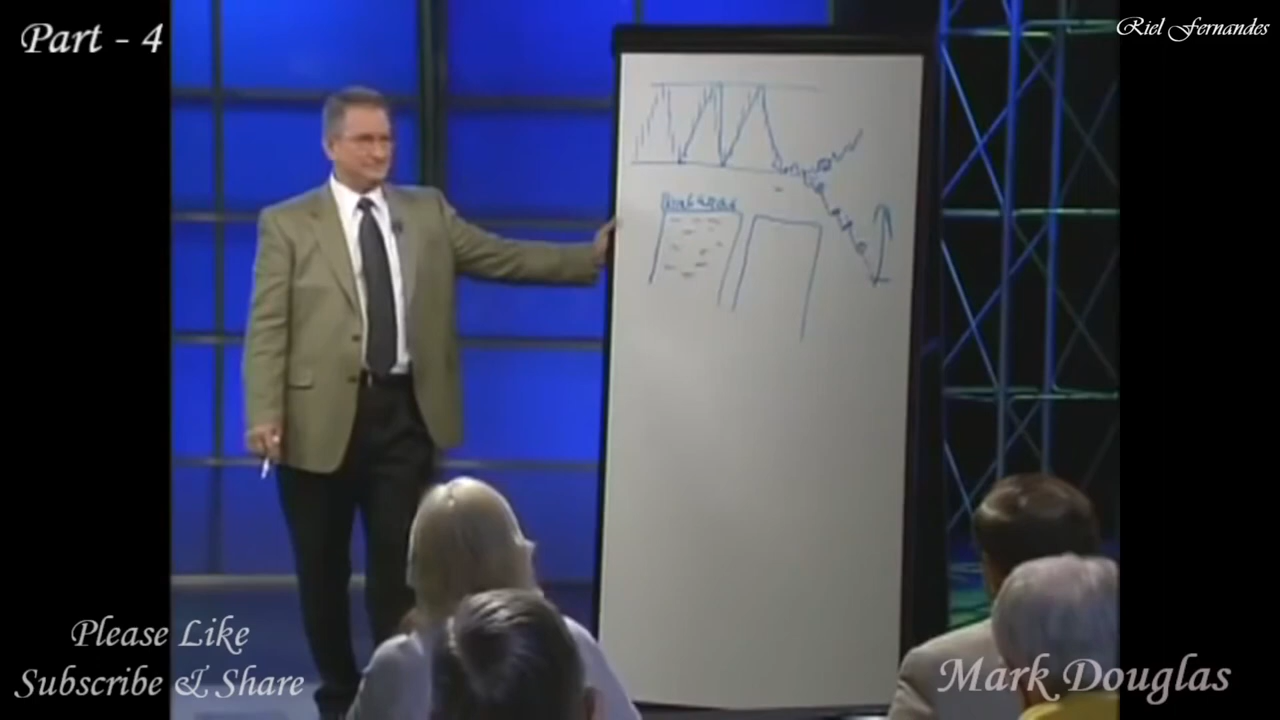 Part - 4
Riel Fernandes
Please Like
Subscribe & Share
Mark Douglas